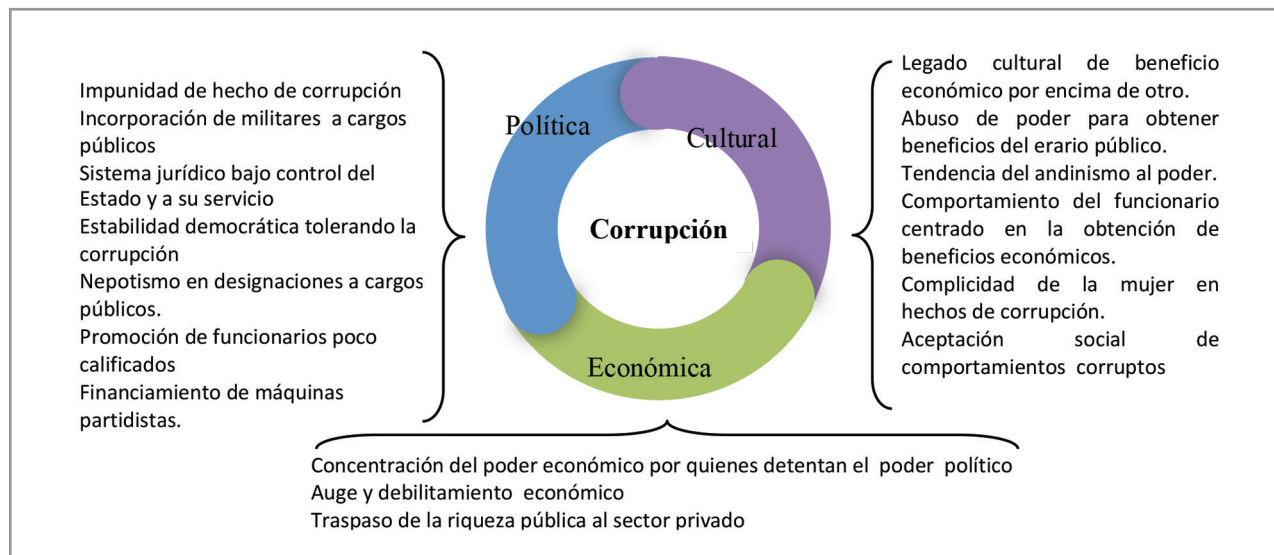 Impunidad de hecho de corrupción
Incorporación de militares a cargos
públicos
Sistema jurídico bajo control del
Estado y a su servicio
Estabilidad democrática tolerando la
corrupción
Nepotismo en designaciones a cargos
públicos.
Promoción de funcionarios poco
calificados
Financiamiento de máquinas
partidistas.
Política
Cultural
Corrupción
Económica
Legado cultural de beneficio
económico por encima de otro.
Abuso de poder para obtener
beneficios del erario público.
Tendencia del andinismo al poder.
Comportamiento del funcionario
centrado en la obtención de
beneficios económicos.
Complicidad de la mujer en
hechos de corrupción.
Aceptación social de
comportamientos corruptos
Concentración del poder económico por quienes detentan el poder político
Auge y debilitamiento económico
Traspaso de la riqueza pública al sector privado